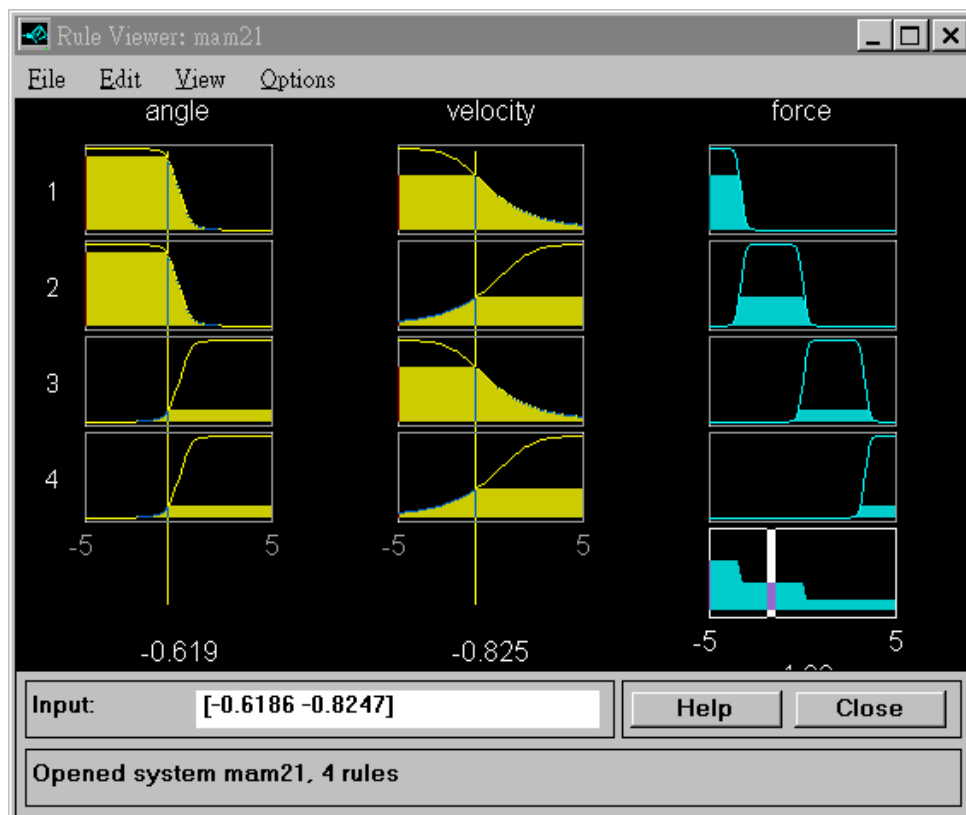 Rule Viewer: mam21
File Edit View Options
angle velocity force
1
2
3
4
-5 5 -5 5
-5 5
-0.619 -0.825
Input: [-0.6186 -0.8247] Help Close
Opened system mam21, 4 rules